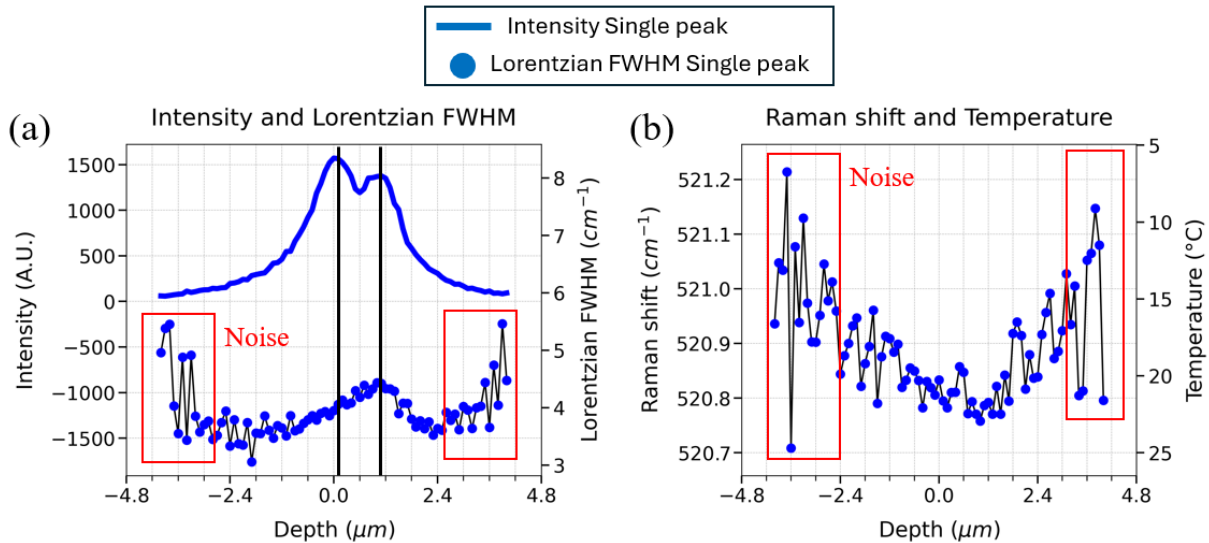 Intensity Single peak
Lorentzian FWHM Single peak
(a)
Intensity and Lorentzian FWHM
1500
1000
500
0
−500
−1000
−1500
Intensity (A.U.)
8
7
6
5
4
3
Lorentzian FWHM (cm⁻¹)
Noise
−4.8 −2.4 0.0 2.4 4.8
Depth (μm)
(b)
Raman shift and Temperature
521.2
521.1
521.0
520.9
520.8
520.7
Raman shift (cm⁻¹)
5
10
15
20
25
Temperature (°C)
Noise
−4.8 −2.4 0.0 2.4 4.8
Depth (μm)